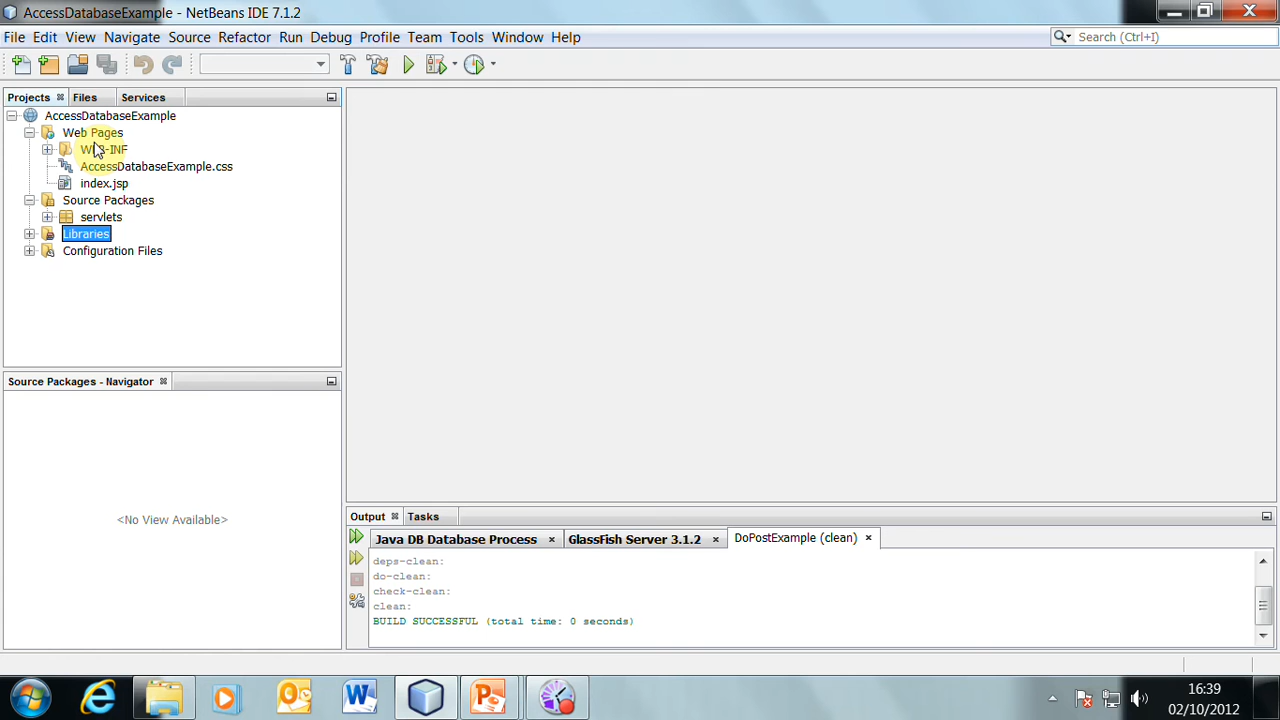 AccessDatabaseExample - NetBeans IDE 7.1.2
File Edit View Navigate Source Refactor Run Debug Profile Team Tools Window Help
Search (Ctrl+I)
Projects Files Services
AccessDatabaseExample
Web Pages
WEB-INF
AccessDatabaseExample.css
index.jsp
Source Packages
servlets
Libraries
Configuration Files
Source Packages - Navigator
<No View Available>
Output Tasks
Java DB Database Process GlassFish Server 3.1.2 DoPostExample (clean)
deps-clean:
do-clean:
check-clean:
clean:
BUILD SUCCESSFUL (total time: 0 seconds)
16:39
02/10/2012